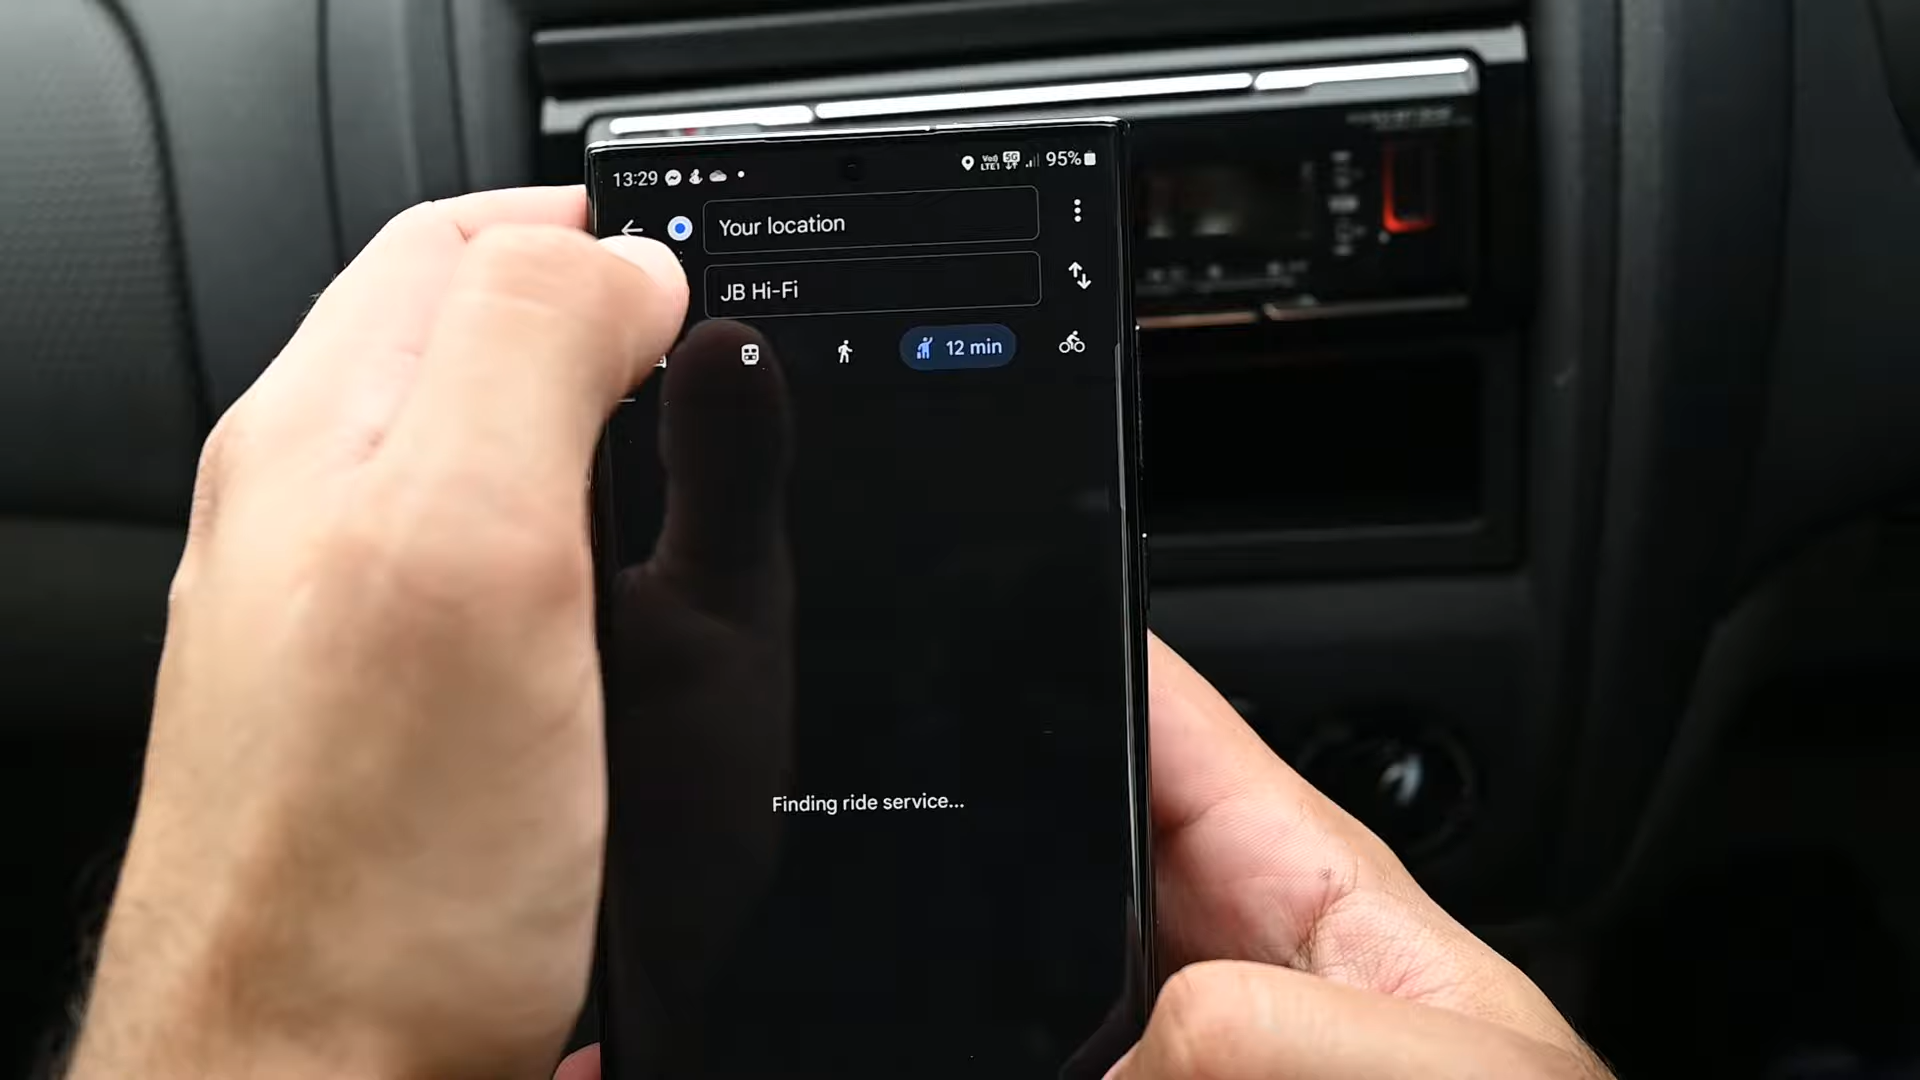 13:29 95%
Your location
JB Hi-Fi
12 min
Finding ride service...